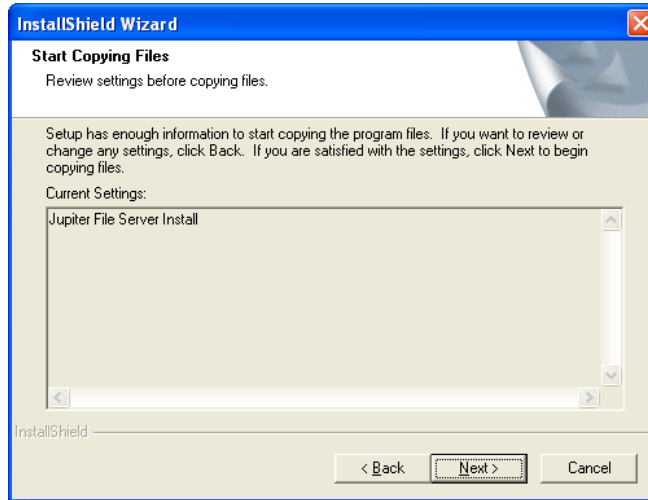 InstallShield Wizard
Start Copying Files
Review settings before copying files.
Setup has enough information to start copying the program files. If you want to review or
change any settings, click Back. If you are satisfied with the settings, click Next to begin
copying files.
Current Settings:
Jupiter File Server Install
InstallShield
< Back
Next >
Cancel